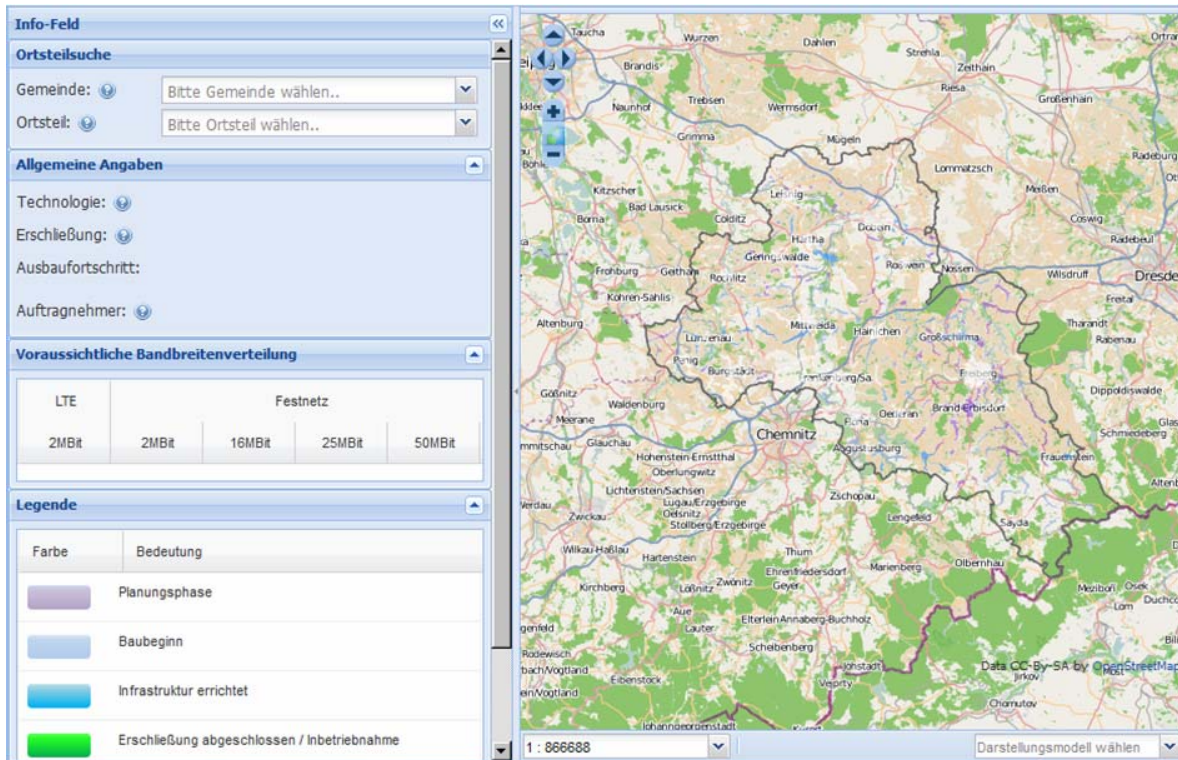 Info-Feld
Ortsteilsuche
Gemeinde: Bitte Gemeinde wählen..
Ortsteil: Bitte Ortsteil wählen..
Allgemeine Angaben
Technologie:
Erschließung:
Ausbaufortschritt:
Auftragnehmer:
Voraussichtliche Bandbreitenverteilung
LTE Festnetz
2MBit 2MBit 16MBit 25MBit 50MBit
Legende
Farbe Bedeutung
Planungsphase
Baubeginn
Infrastruktur errichtet
Erschließung abgeschlossen / Inbetriebnahme
Taucha
Wurzen
Dahlen
Strehla
Brandis
Zeithain
Riesa
Naunhof
Trebsen
Wermsdorf
Großenhain
Grimma
Mügeln
Radeburg
Lommatzsch
Kitzscher
Leisnig
Meißen
Bad Lausick
Borna
Colditz
Coswig
Hartha
Döbeln
Radebeul
Geringswalde
Roßwein
Nossen
Frohburg
Geithain
Rochlitz
Wilsdruff
Kohren-Sahlis
Freital
Altenburg
Mittweida
Hainichen
Großschirma
Tharandt
Lunzenau
Rabenau
Penig
Burgstädt
Frankenberg/Sa.
Freiberg
Dippoldiswalde
Gößnitz
Waldenburg
Oederan
Brand-Erbisdorf
Meerane
Flöha
Schmiedeberg
Chemnitz
Glauchau
Augustusburg
Hohenstein-Ernstthal
Frauenstein
Oberlungwitz
Lichtenstein/Sachsen
Zschopau
Lugau/Erzgebirge
Oelsnitz
Lengefeld
Sayda
Zwickau
Stollberg/Erzgebirge
Wilkau-Haßlau
Hartenstein
Thum
Olbernhau
Ehrenfriedersdorf
Marienberg
Kirchberg
Lößnitz
Zwönitz
Geyer
Meziboří
Osek
Lom
Aue
Lauter
Elterlein
Annaberg-Buchholz
Scheibenberg
Rodewisch
Eibenstock
Jöhstadt
Data CC-By-SA by OpenStreetMap
Vejprty
Jirkov
Most
Chomutov
Johanngeorgenstadt
1 : 866688
Darstellungsmodell wählen